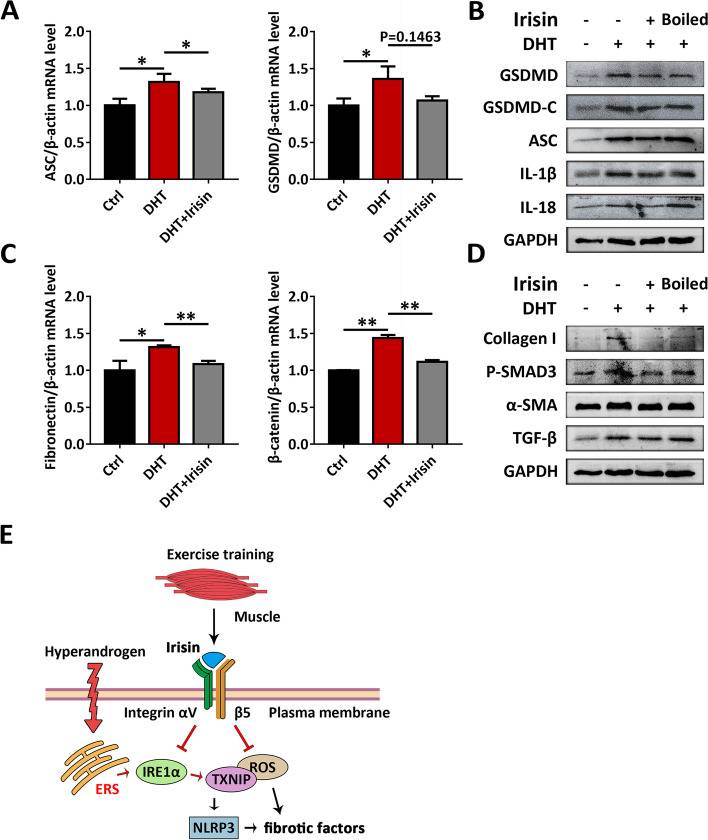 A
ASC/β-actin mRNA level
2.0
1.5
1.0
0.5
0.0
*
*
Ctrl
DHT
DHT+Irisin
GSDMD/β-actin mRNA level
2.0
1.5
1.0
0.5
0.0
*
P=0.1463
Ctrl
DHT
DHT+Irisin
B
Irisin - - + Boiled
DHT - + + +
GSDMD
GSDMD-C
ASC
IL-1β
IL-18
GAPDH
C
Fibronectin/β-actin mRNA level
2.0
1.5
1.0
0.5
0.0
*
**
Ctrl
DHT
DHT+Irisin
β-catenin/β-actin mRNA level
2.0
1.5
1.0
0.5
0.0
**
**
Ctrl
DHT
DHT+Irisin
D
Irisin - - + Boiled
DHT - + + +
Collagen I
P-SMAD3
α-SMA
TGF-β
GAPDH
E
Exercise training
Muscle
Irisin
Hyperandrogen
Integrin αV β5 Plasma membrane
ERS
IRE1α
TXNIP
ROS
NLRP3
fibrotic factors